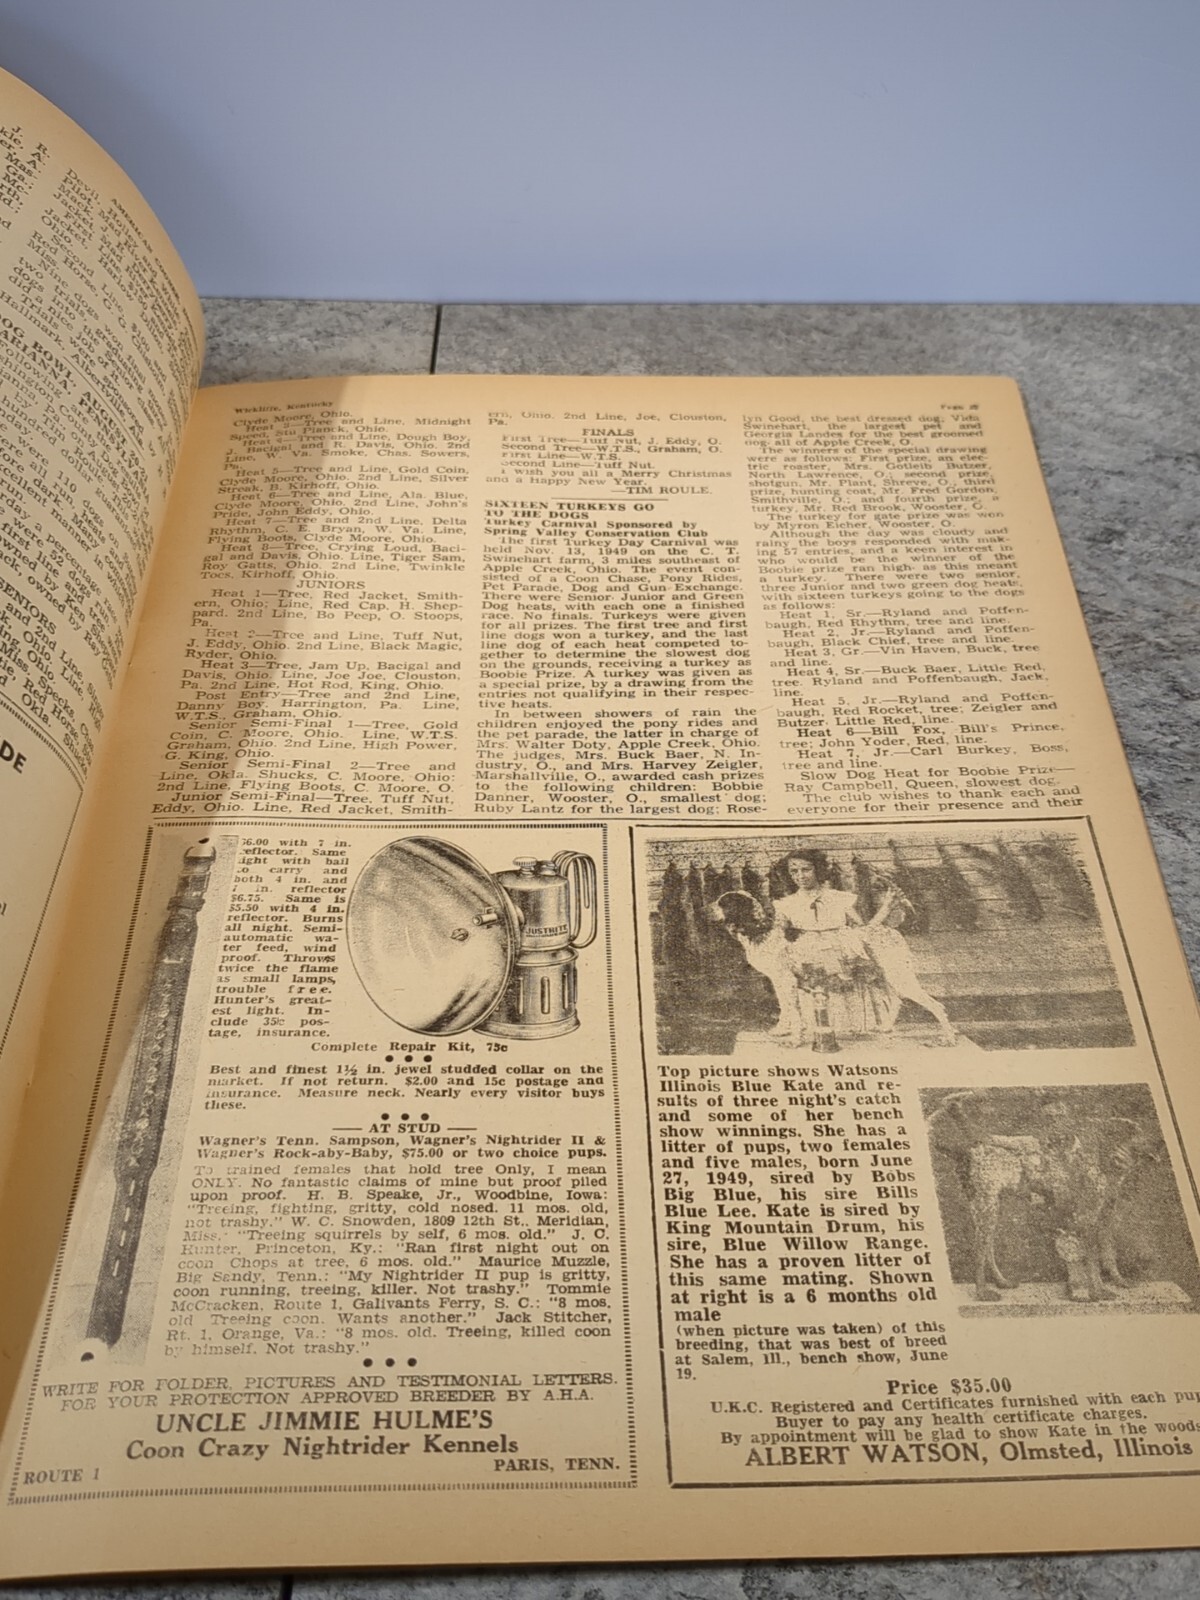 AMERICAN COONER
Devil, Holley
dogs won final
Hallmark, Albertville, Ala.
110 dogs
Wickliffe, Kentucky
Page
Clyde Moore, Ohio.
Heat 3—Tree and Line, Midnight
Speed, Stu Planck, Ohio.
Heat 4—Tree and Line, Dough Boy,
J. Bacigal and R. Davis, Ohio. 2nd
Line, W. Va. Smoke, Chas. Sowers,
Pa.
Heat 5—Tree and Line, Gold Coin,
Clyde Moore, Ohio. 2nd Line, Silver
Streak, B. Kirhoff, Ohio.
Heat 6—Tree and Line, Ala. Blue,
Clyde Moore, Ohio. 2nd Line, John's
Pride, John Eddy, Ohio.
Heat 7—Tree and 2nd Line, Delta
Rhythm, C. E. Bryan, W. Va. Line,
Flying Boots, Clyde Moore, Ohio.
Heat 8—Tree, Crying Loud, Baci-
gal and Davis, Ohio. Line, Tiger Sam,
Roy Gatts, Ohio. 2nd Line, Twinkle
Toes, Kirhoff, Ohio.
JUNIORS
Heat 1—Tree, Red Jacket, Smith-
ern, Ohio; Line, Red Cap, H. Shep-
pard. 2nd Line, Bo Peep, O. Stoops,
Pa.
Heat 2—Tree and Line, Tuff Nut,
J. Eddy, Ohio. 2nd Line, Black Magic,
Ryder, Ohio.
Heat 3—Tree, Jam Up, Bacigal and
Davis, Ohio. Line, Joe Joe, Clouston,
Pa. 2nd Line, Hot Rod, King, Ohio.
Post Entry—Tree and 2nd Line,
Danny Boy, Harrington, Pa. Line,
W.T.S., Graham, Ohio.
Senior Semi-Final 1—Tree, Gold
Coin, C. Moore, Ohio. Line, W.T.S.
Graham, Ohio. 2nd Line, High Power,
G. King, Ohio.
Senior Semi-Final 2—Tree and
Line, Okla. Shucks, C. Moore, Ohio:
2nd Line, Flying Boots, C. Moore, O.
Junior Semi-Final—Tree, Tuff Nut,
Eddy, Ohio. Line, Red Jacket, Smith-
ern, Ohio. 2nd Line, Joe, Clouston,
Pa.
FINALS
First Tree—Tuff Nut, J. Eddy, O.
Second Tree—W.T.S., Graham, O.
First Line—W.T.S.
Second Line—Tuff Nut.
I wish you all a Merry Christmas
and a Happy New Year.
—TIM ROULE.
SIXTEEN TURKEYS GO
TO THE DOGS
Turkey Carnival Sponsored by
Spring Valley Conservation Club
The first Turkey Day Carnival was
held Nov. 13, 1949 on the C. T.
Swinehart farm, 3 miles southeast of
Apple Creek, Ohio. The event con-
sisted of a Coon Chase, Pony Rides,
Pet Parade, Dog and Gun Exchange.
There were Senior, Junior and Green
Dog heats, with each one a finished
race. No finals. Turkeys were given
for all prizes. The first tree and first
line dog won a turkey, and the last
line dog of each heat competed to-
gether to determine the slowest dog
on the grounds, receiving a turkey as
Boobie Prize. A turkey was given as
a special prize, by a drawing from the
entries not qualifying in their respec-
tive heats.
In between showers of rain the
children enjoyed the pony rides and
the pet parade, the latter in charge of
Mrs. Walter Doty, Apple Creek, Ohio.
The judges, Mrs. Buck Baer, N. In-
dustry, O., and Mrs. Harvey Zeigler,
Marshallville, O., awarded cash prizes
to the following children: Bobbie
Danner, Wooster, O., smallest dog;
Ruby Lantz for the largest dog; Rose-
lyn Good, the best dressed dog; Vida
Swinehart, the largest pet and
Georgia Landes for the best groomed
dog all of Apple Creek, O.
The winners of the special drawing
were as follows: First prize, an elec-
tric roaster, Mrs. Gotleib Butzer,
North Lawrence, O.; second prize,
shotgun, Mr. Plant, Shreve, O.; third
prize, hunting coat, Mr. Fred Gordon,
Smithville, O.; and fourth prize, a
turkey, Mr. Red Brook, Wooster, O.
The turkey for gate prize was won
by Myron Eicher, Wooster, O.
Although the day was cloudy and
rainy the boys responded with mak-
ing 57 entries, and a keen interest in
who would be the winner of the
Boobie prize ran high, as this meant
a turkey. There were two senior,
three Junior and two green dog heats,
with sixteen turkeys going to the dogs
as follows:
Heat 1, Sr.—Ryland and Poffen-
baugh, Red Rhythm, tree and line.
Heat 2, Jr.—Ryland and Poffen-
baugh, Black Chief, tree and line.
Heat 3, Gr.—Vin Haven, Buck, tree
and line.
Heat 4, Sr.—Buck Baer, Little Red,
tree. Ryland and Poffenbaugh, Jack,
line.
Heat 5, Jr.—Ryland and Poffen-
baugh, Red Rocket, tree; Zeigler and
Butzer. Little Red, line.
Heat 6—Bill Fox, Bill's Prince,
tree; John Yoder, Red, line.
Heat 7, Jr.—Carl Burkey, Boss,
tree and line.
Slow Dog Heat for Boobie Prize—
Ray Campbell, Queen, slowest dog.
The club wishes to thank each and
everyone for their presence and their
$6.00 with 7 in.
reflector. Same
light with bail
to carry and
both 4 in. and
7 in. reflector
$6.75. Same is
$5.50 with 4 in.
reflector. Burns
all night. Semi-
automatic wa-
ter feed, wind
proof. Throws
twice the flame
as small lamps,
trouble free.
Hunter's great-
est light. In-
clude 35c pos-
tage, insurance.
JUSTRITE
Complete Repair Kit, 75c
Best and finest 1½ in. jewel studded collar on the
market. If not return. $2.00 and 15c postage and
insurance. Measure neck. Nearly every visitor buys
these.
AT STUD
Wagner's Tenn. Sampson, Wagner's Nightrider II &
Wagner's Rock-aby-Baby, $75.00 or two choice pups.
To trained females that hold tree Only, I mean
ONLY. No fantastic claims of mine but proof piled
upon proof. H. B. Speake, Jr., Woodbine, Iowa:
"Treeing, fighting, gritty, cold nosed. 11 mos. old,
not trashy." W. C. Snowden, 1809 12th St., Meridian,
Miss.: "Treeing squirrels by self, 6 mos. old." J. C.
Hunter, Princeton, Ky.: "Ran first night out on
coon Chops at tree, 6 mos. old." Maurice Muzzle,
Big Sandy, Tenn.: "My Nightrider II pup is gritty,
coon running, treeing, killer. Not trashy." Tommie
McCracken, Route 1, Galivants Ferry, S. C.: "8 mos.
old Treeing coon. Wants another." Jack Stitcher,
Rt. 1, Orange, Va.: "8 mos. old. Treeing, killed coon
by himself. Not trashy."
WRITE FOR FOLDER, PICTURES AND TESTIMONIAL LETTERS.
FOR YOUR PROTECTION APPROVED BREEDER BY A.H.A.
UNCLE JIMMIE HULME'S
Coon Crazy Nightrider Kennels
ROUTE 1 PARIS, TENN.
Top picture shows Watsons
Illinois Blue Kate and re-
sults of three night's catch
and some of her bench
show winnings. She has a
litter of pups, two females
and five males, born June
27, 1949, sired by Bobs
Big Blue, his sire Bills
Blue Lee. Kate is sired by
King Mountain Drum, his
sire, Blue Willow Range.
She has a proven litter of
this same mating. Shown
at right is a 6 months old
male
(when picture was taken) of this
breeding, that was best of breed
at Salem, Ill., bench show, June
19.
Price $35.00
U.K.C. Registered and Certificates furnished with each pup
Buyer to pay any health certificate charges.
By appointment will be glad to show Kate in the woods
ALBERT WATSON, Olmsted, Illinois